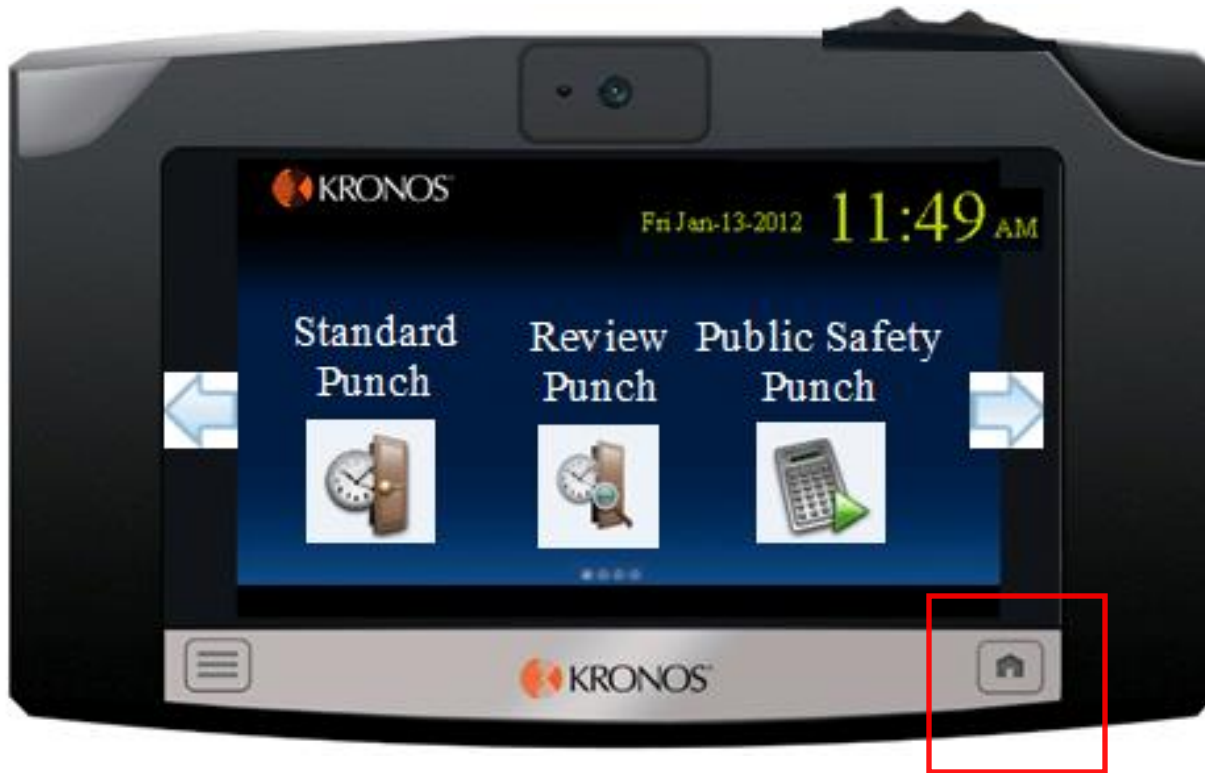 KRONOS
Fri Jan-13-2012 11:49 AM
Standard Punch
Review Punch
Public Safety Punch
KRONOS